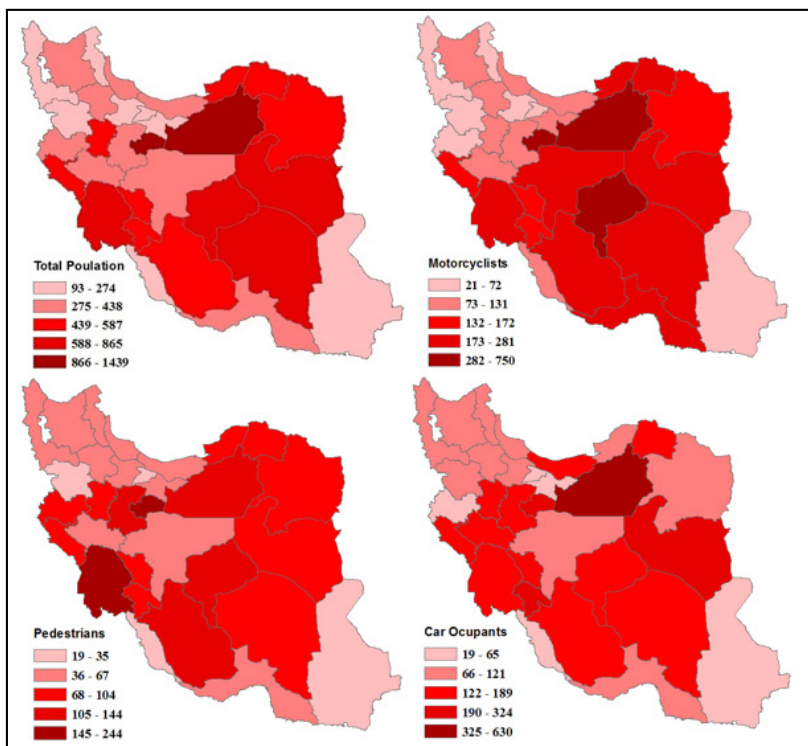 Total Poulation
93 - 274
275 - 438
439 - 587
588 - 865
866 - 1439
Motorcyclists
21 - 72
73 - 131
132 - 172
173 - 281
282 - 750
Pedestrians
19 - 35
36 - 67
68 - 104
105 - 144
145 - 244
Car Ocupants
19 - 65
66 - 121
122 - 189
190 - 324
325 - 630